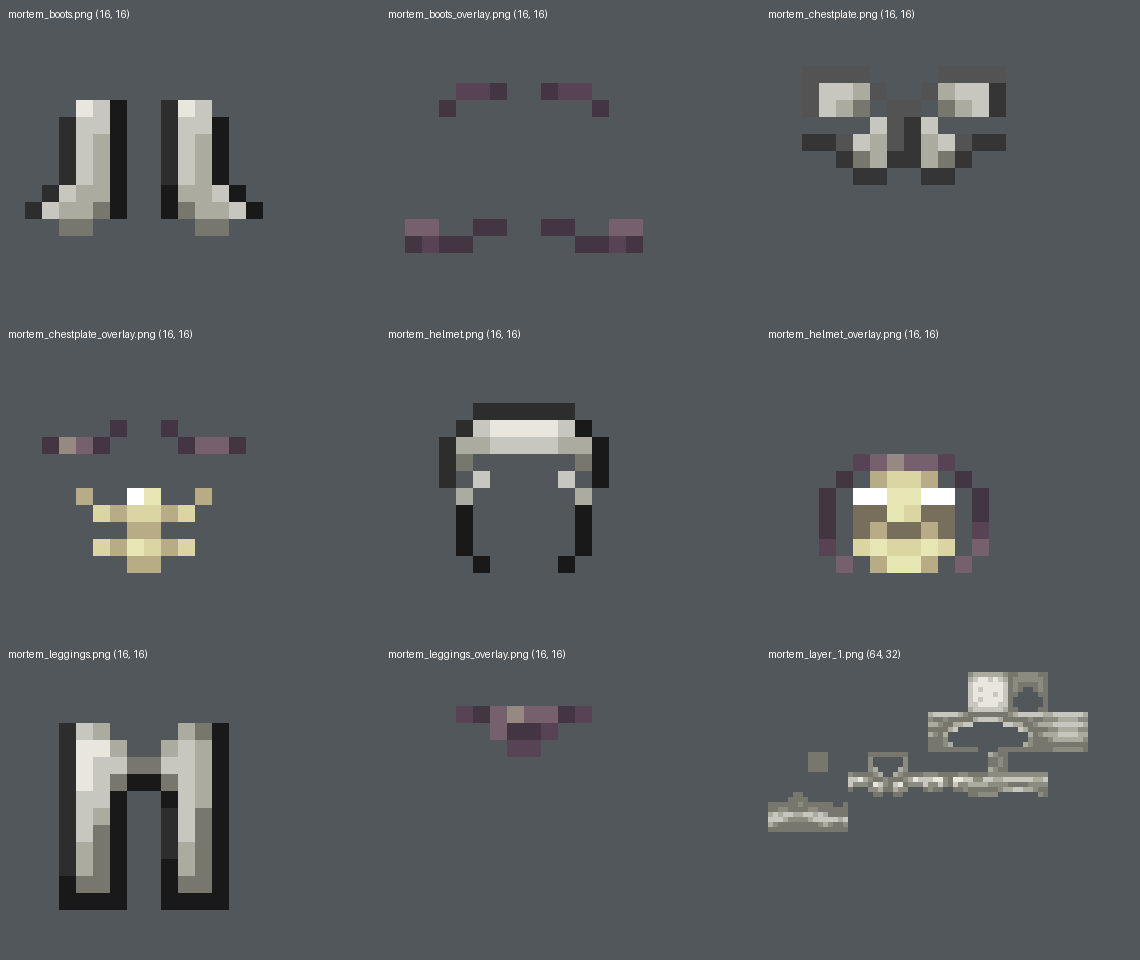 mortem_boots.png (16, 16)
mortem_boots_overlay.png (16, 16)
mortem_chestplate.png (16, 16)
mortem_chestplate_overlay.png (16, 16)
mortem_helmet.png (16, 16)
mortem_helmet_overlay.png (16, 16)
mortem_leggings.png (16, 16)
mortem_leggings_overlay.png (16, 16)
mortem_layer_1.png (64, 32)